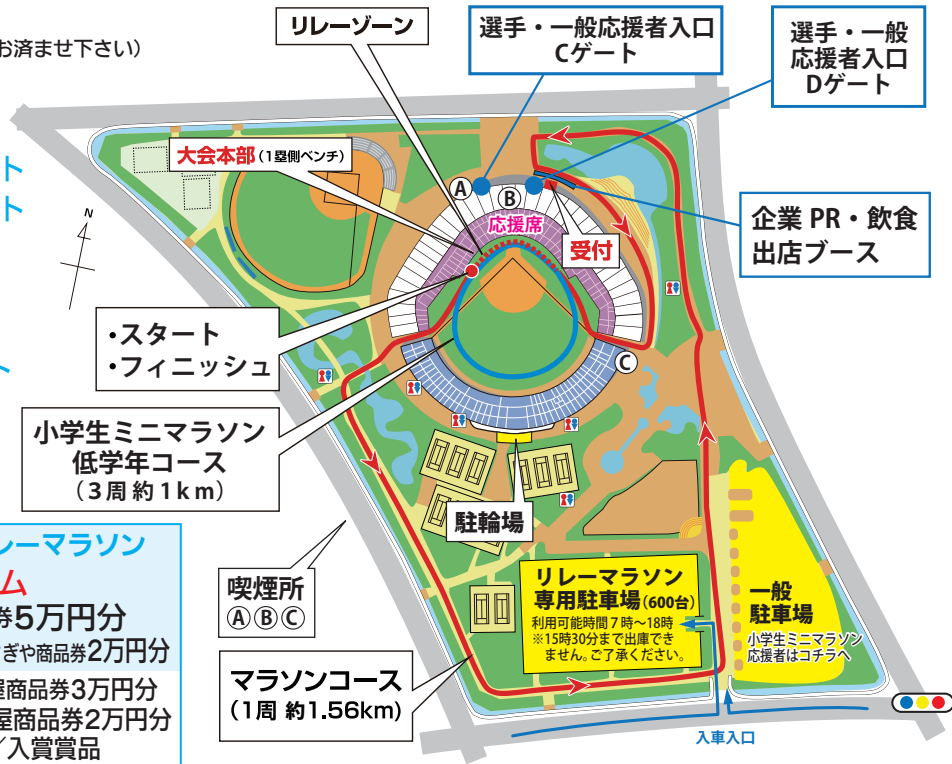 お済ませ下さい）
リレーゾーン
選手・一般応援者入口
Cゲート
選手・一般
応援者入口
Dゲート
ト
ト
大会本部（1塁側ベンチ）
A
B
応援席
受付
企業 PR・飲食
出店ブース
N
・スタート
・フィニッシュ
C
小学生ミニマラソン
低学年コース
（3周 約1km）
駐輪場
レーマラソン
ム
券5万円分
ぎや商品券2万円分
屋商品券3万円分
屋商品券2万円分
／入賞賞品
喫煙所
ⒶⒷⒸ
リレーマラソン
専用駐車場（600台）
利用可能時間7時～18時
※15時30分まで出庫でき
ません。ご了承ください。
一般
駐車場
小学生ミニマラソン
応援者はコチラへ
マラソンコース
（1周 約1.56km）
入車入口